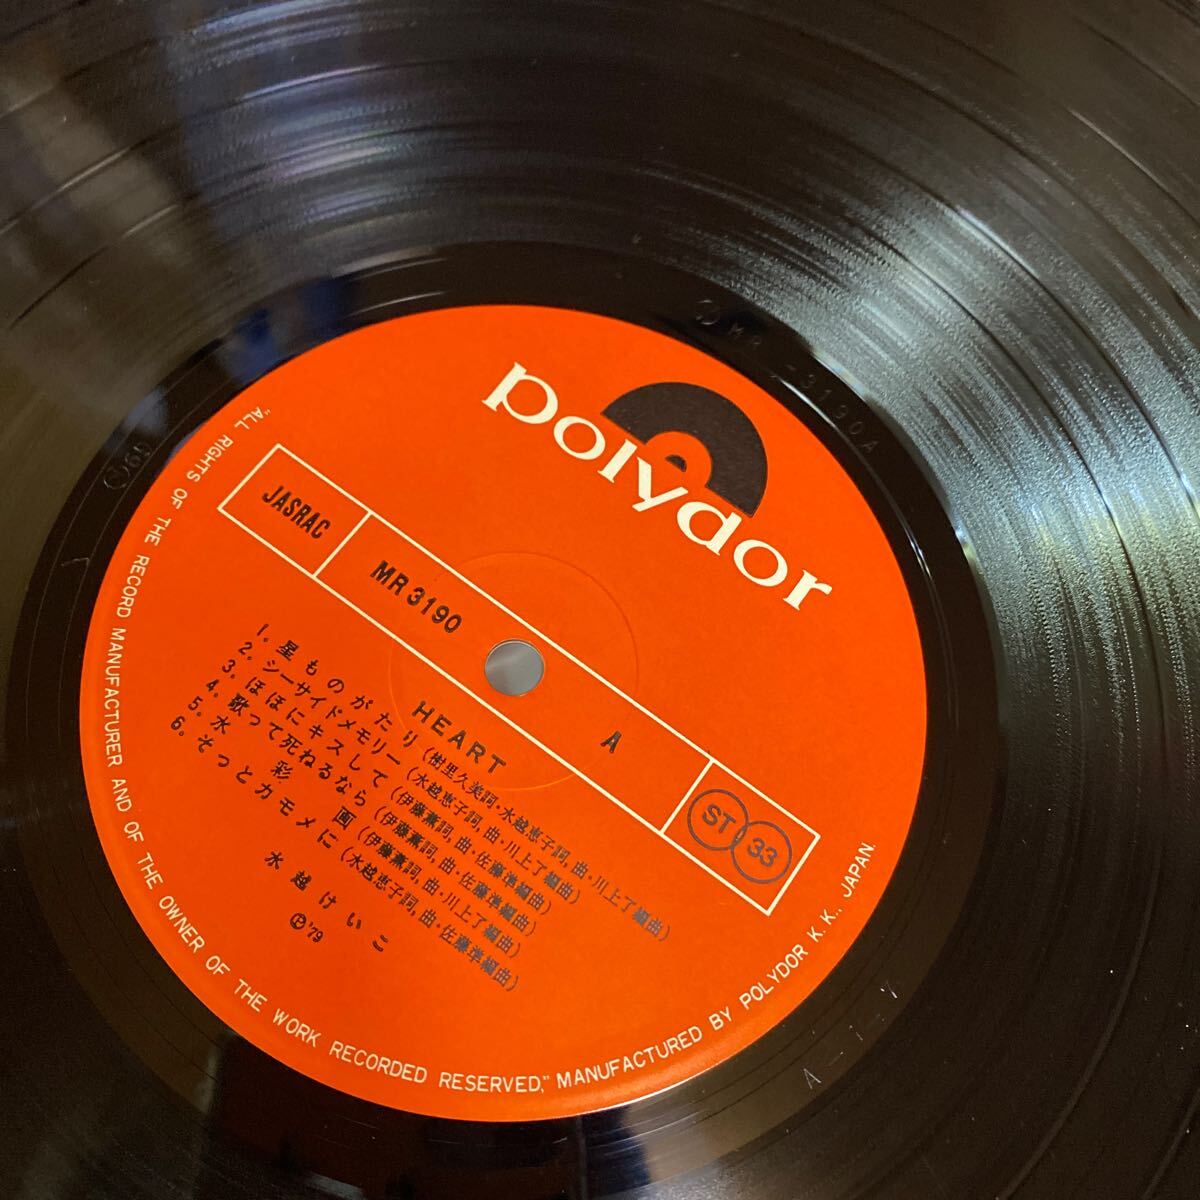 polydor
JASRAC
MR 3190
A
ST 33
HEART
1. 星ものがたり (樹里久美詞・水越恵子詞, 曲・川上了編曲)
2. シーサイドメモリー (水越恵子詞, 曲・川上了編曲)
3. ほほにキスして (伊藤薫詞, 曲・佐藤準編曲)
4. 歌って死ねるなら (伊藤薫詞, 曲・佐藤準編曲)
5. 水彩画 (伊藤薫詞, 曲・川上了編曲)
6. そっとカモメに (水越恵子詞, 曲・佐藤準編曲)
水越けいこ
Ⓟ '79
"ALL RIGHTS OF THE RECORD MANUFACTURER AND OF THE OWNER OF THE WORK RECORDED RESERVED," MANUFACTURED BY POLYDOR K.K., JAPAN.
MR-3190A
A-1-Y